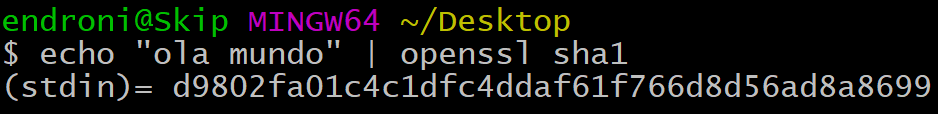 endroni@Skip MINGW64 ~/Desktop
$ echo "ola mundo" | openssl sha1
(stdin)= d9802fa01c4c1dfc4ddaf61f766d8d56ad8a8699